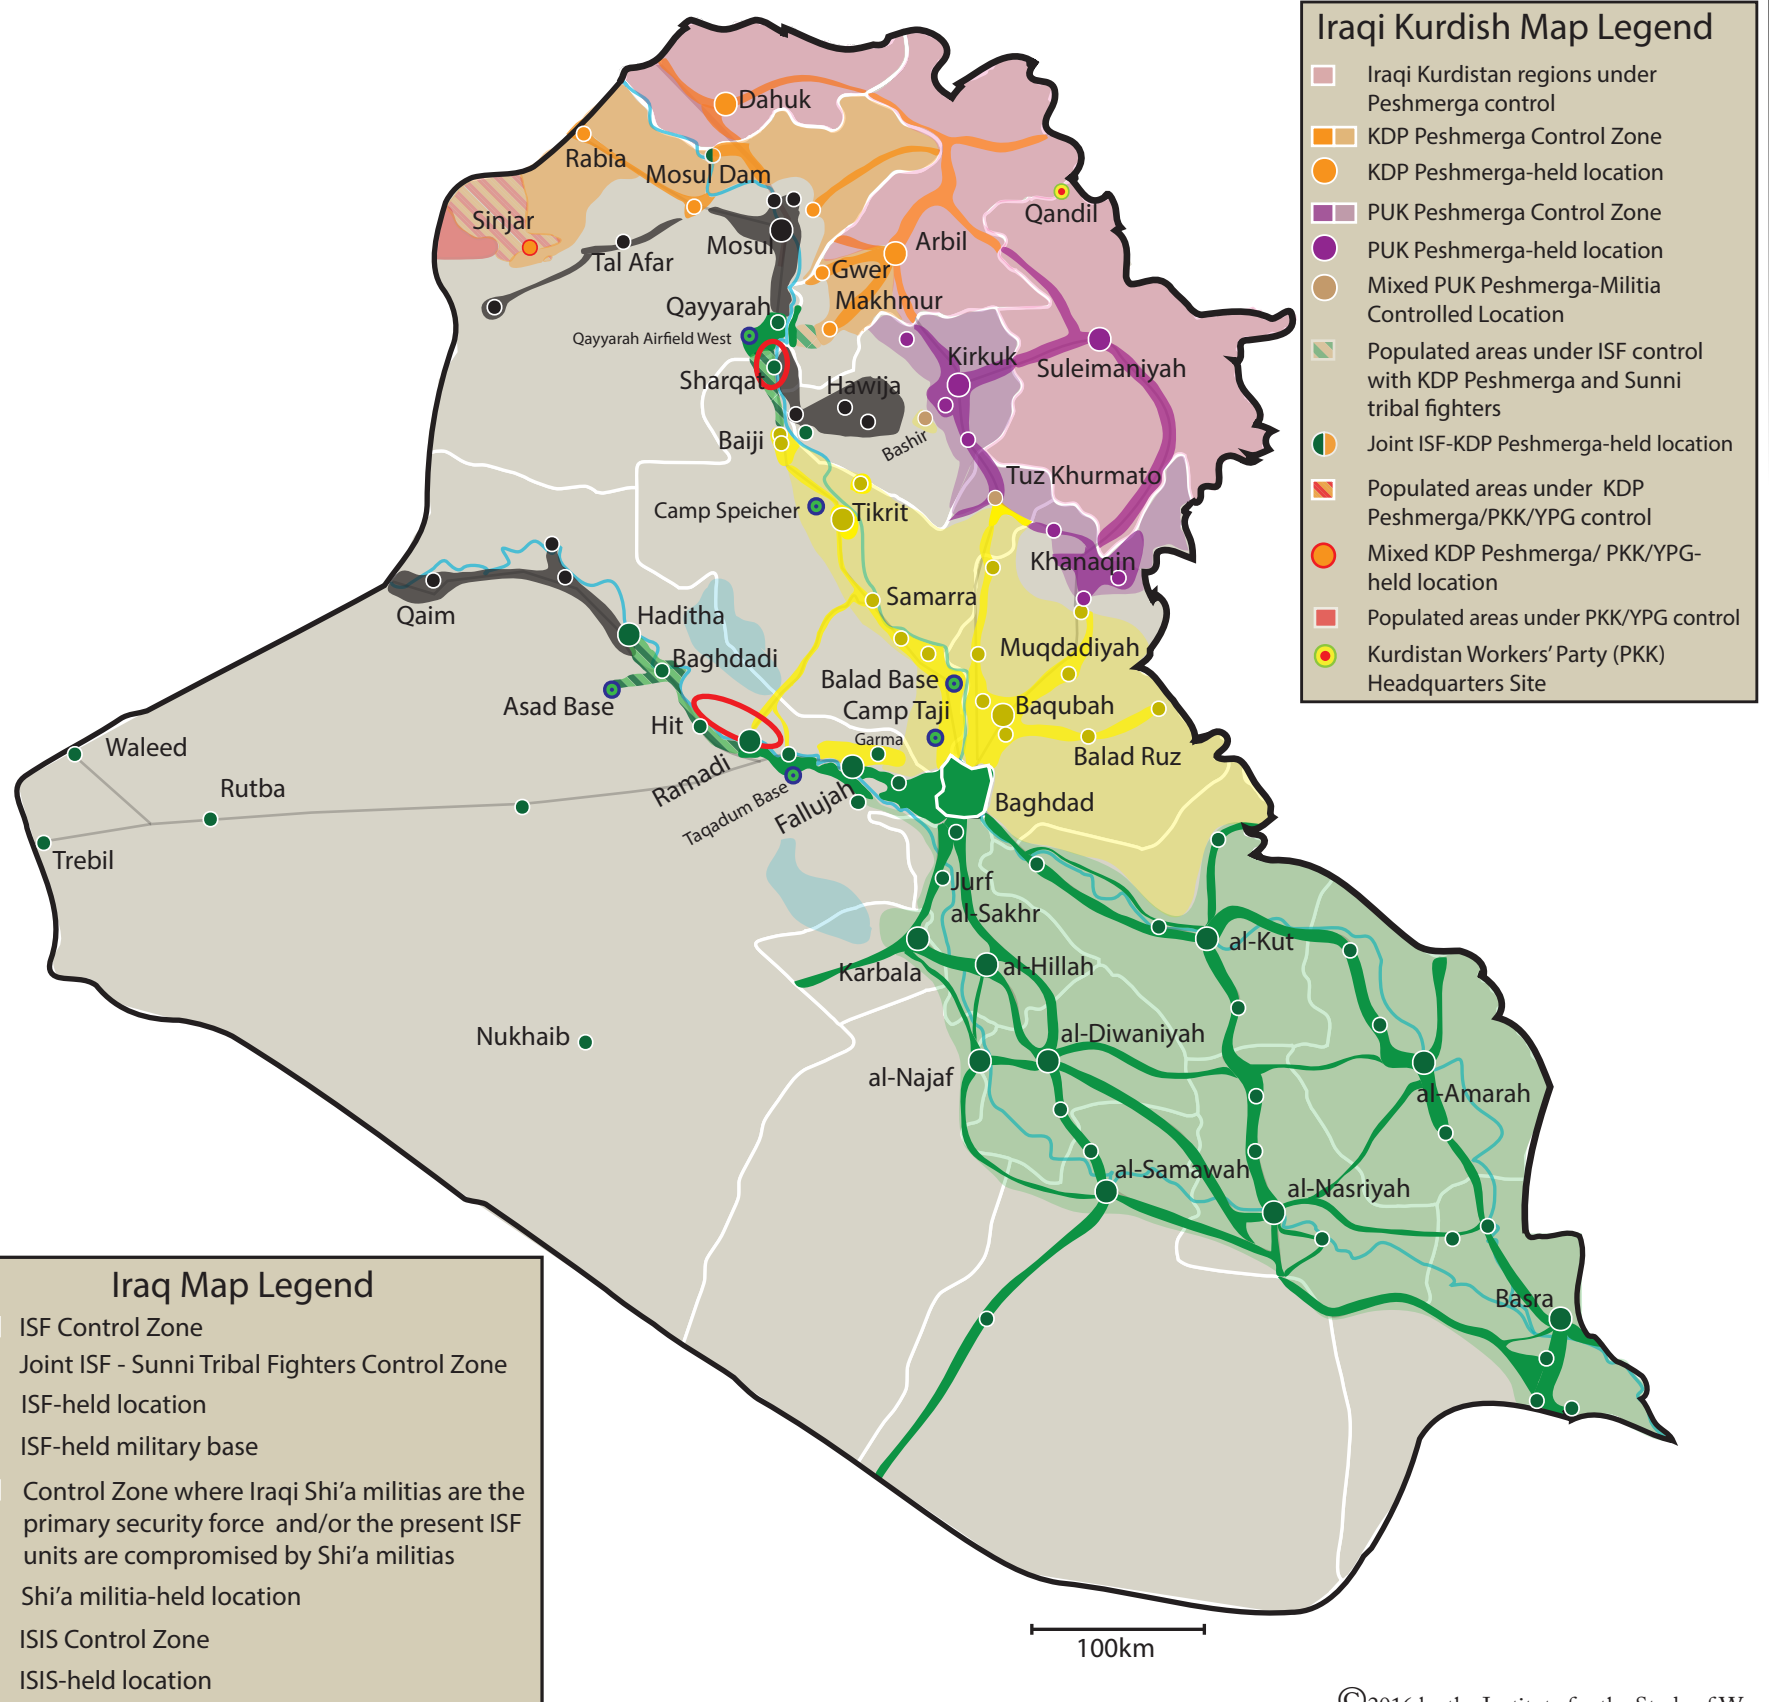 Iraqi Kurdish Map Legend
Iraqi Kurdistan regions under
Peshmerga control
KDP Peshmerga Control Zone
KDP Peshmerga-held location
PUK Peshmerga Control Zone
PUK Peshmerga-held location
Mixed PUK Peshmerga-Militia
Controlled Location
Populated areas under ISF control
with KDP Peshmerga and Sunni
tribal fighters
Joint ISF-KDP Peshmerga-held location
Populated areas under KDP
Peshmerga/PKK/YPG control
Mixed KDP Peshmerga/ PKK/YPG-
held location
Populated areas under PKK/YPG control
Kurdistan Workers' Party (PKK)
Headquarters Site
Dahuk
Rabia
Mosul Dam
Sinjar
Qandil
Mosul
Arbil
Tal Afar
Gwer
Makhmur
Qayyarah
Qayyarah Airfield West
Kirkuk
Suleimaniyah
Sharqat
Hawija
Baiji
Bashir
Tuz Khurmato
Camp Speicher
Tikrit
Khanaqin
Qaim
Samarra
Haditha
Muqdadiyah
Baghdadi
Balad Base
Asad Base
Camp Taji
Baqubah
Hit
Garma
Balad Ruz
Waleed
Ramadi
Taqadum Base
Fallujah
Rutba
Baghdad
Trebil
Jurf
al-Sakhr
al-Kut
Karbala
al-Hillah
Nukhaib
al-Diwaniyah
al-Najaf
al-Amarah
al-Samawah
al-Nasriyah
Basra
Iraq Map Legend
ISF Control Zone
Joint ISF - Sunni Tribal Fighters Control Zone
ISF-held location
ISF-held military base
Control Zone where Iraqi Shi'a militias are the
primary security force and/or the present ISF
units are compromised by Shi'a militias
Shi'a militia-held location
ISIS Control Zone
ISIS-held location
100km
©2016 by the Institute for the Study of W